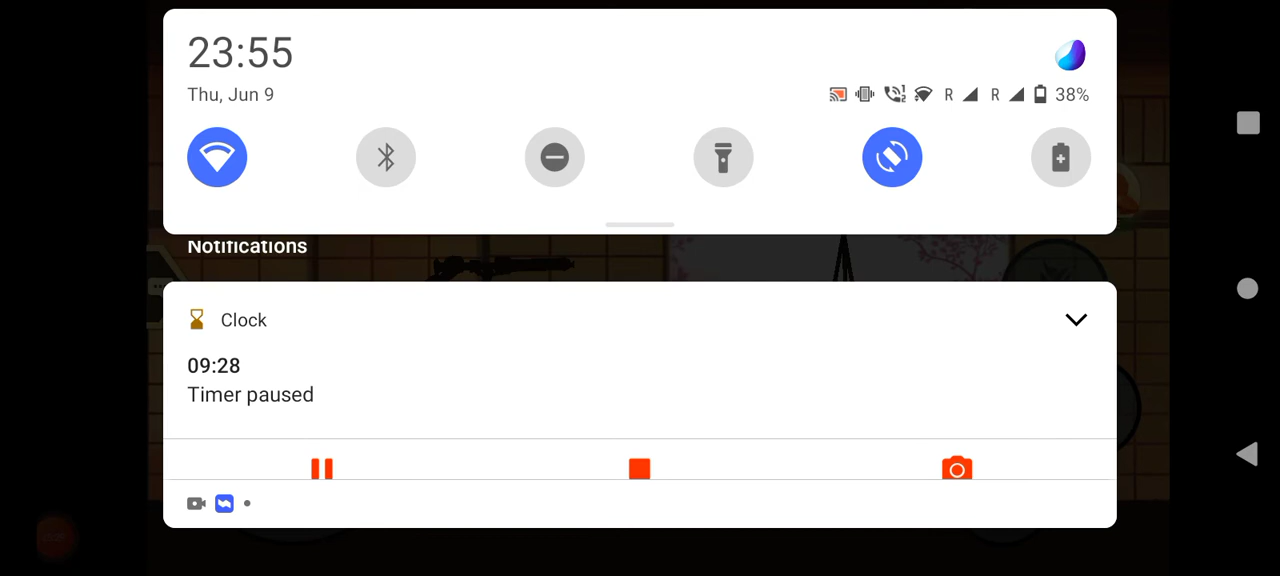 23:55
Thu, Jun 9
R R 38%
Notifications
Clock
09:28
Timer paused